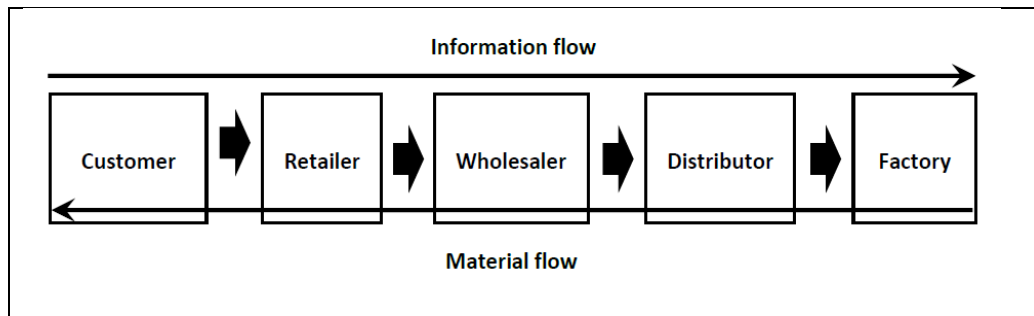 Information flow
Customer Retailer Wholesaler Distributor Factory
Material flow